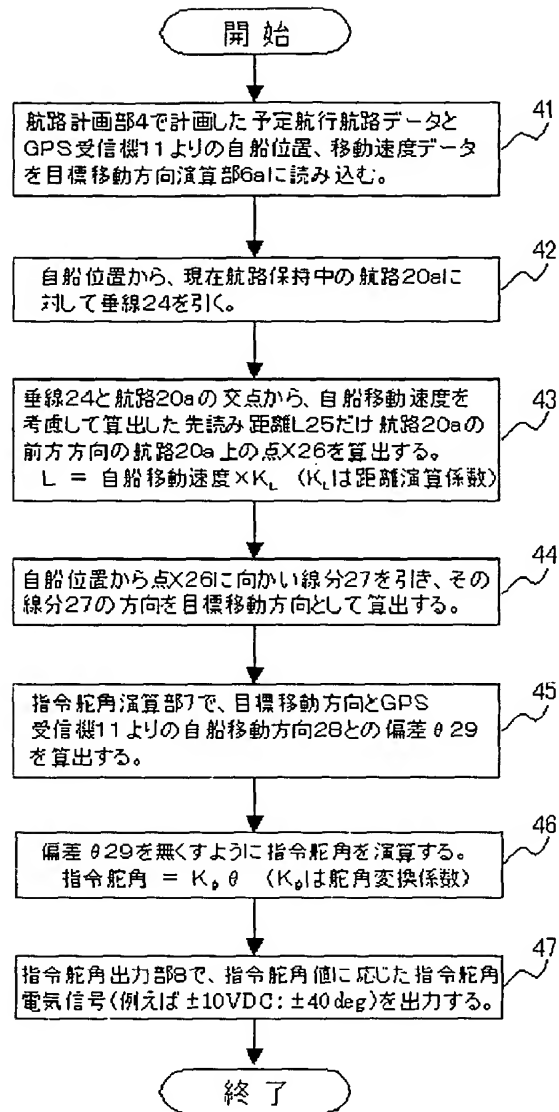 開始
41
航路計画部4で計画した予定航行航路データと
GPS受信機11よりの自船位置、移動速度データ
を目標移動方向演算部6aに読み込む。
42
自船位置から、現在航路保持中の航路20aに
対して垂線24を引く。
43
垂線24と航路20aの交点から、自船移動速度を
考慮して算出した先読み距離L25だけ航路20aの
前方方向の航路20a上の点X26を算出する。
L = 自船移動速度×K_L (K_Lは距離演算係数)
44
自船位置から点X26に向かい線分27を引き、その
線分27の方向を目標移動方向として算出する。
45
指令舵角演算部7で、目標移動方向とGPS
受信機11よりの自船移動方向28との偏差θ29
を算出する。
46
偏差θ29を無くすように指令舵角を演算する。
指令舵角 = K_θ θ (K_θは舵角変換係数)
47
指令舵角出力部8で、指令舵角値に応じた指令舵角
電気信号(例えば±10VDC:±40deg)を出力する。
終了